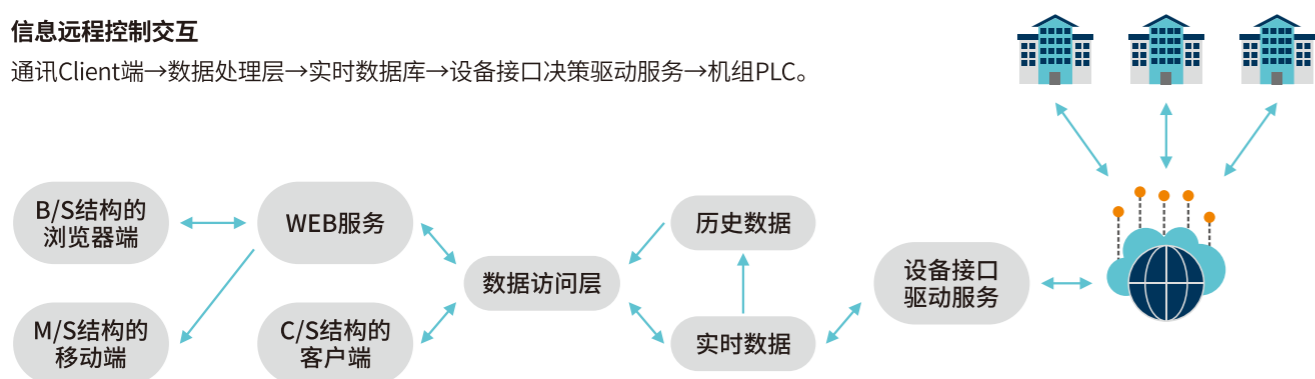 信息远程控制交互
通讯Client端→数据处理层→实时数据库→设备接口决策驱动服务→机组PLC。
B/S结构的
浏览器端
WEB服务
历史数据
数据访问层
设备接口
驱动服务
M/S结构的
移动端
C/S结构的
客户端
实时数据